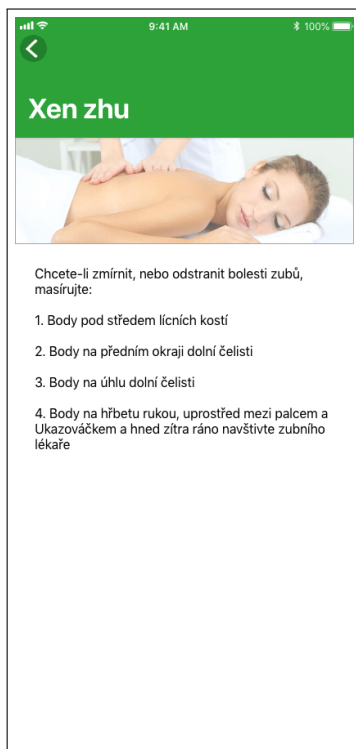 9:41 AM
100%
Xen zhu
Chcete-li zmírnit, nebo odstranit bolesti zubů,
masírujte:
1. Body pod středem lícních kostí
2. Body na předním okraji dolní čelisti
3. Body na úhlu dolní čelisti
4. Body na hřbetu rukou, uprostřed mezi palcem a
Ukazováčkem a hned zítra ráno navštivte zubního
lékaře